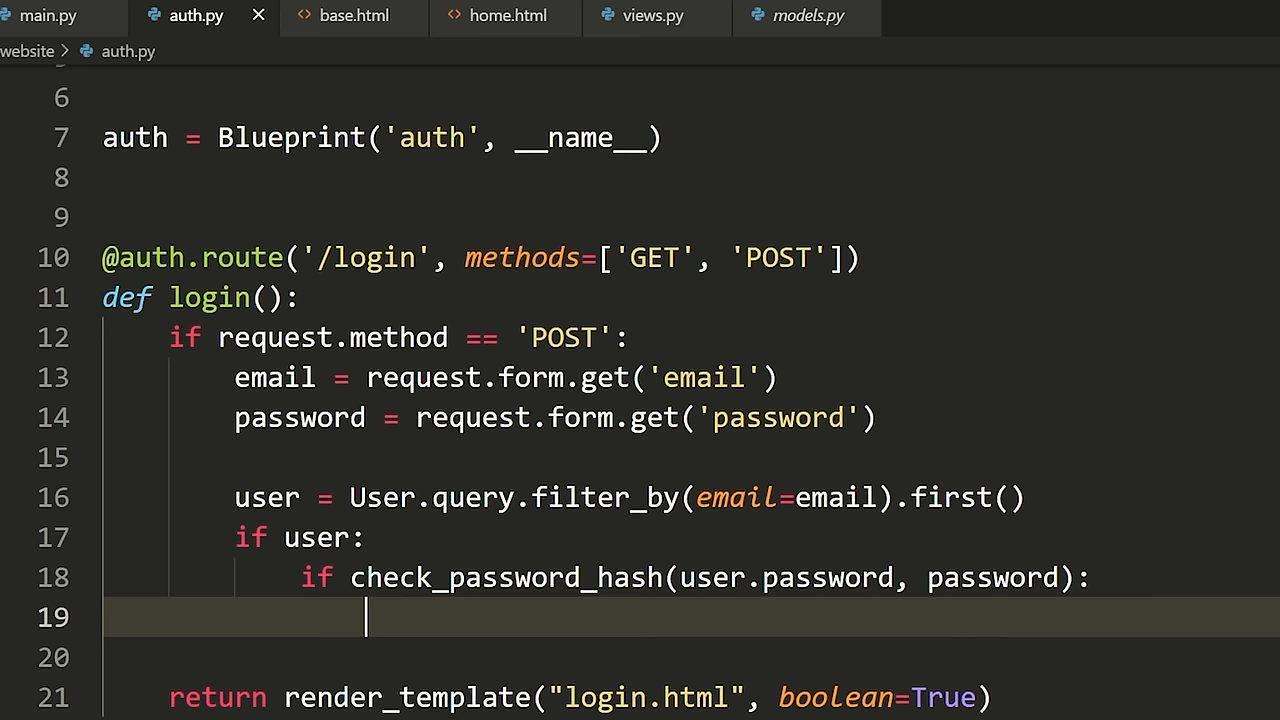 main.py auth.py × base.html home.html views.py models.py
website > auth.py
6
7 auth = Blueprint('auth', __name__)
8
9
10 @auth.route('/login', methods=['GET', 'POST'])
11 def login():
12     if request.method == 'POST':
13         email = request.form.get('email')
14         password = request.form.get('password')
15
16         user = User.query.filter_by(email=email).first()
17         if user:
18             if check_password_hash(user.password, password):
19
20
21     return render_template("login.html", boolean=True)